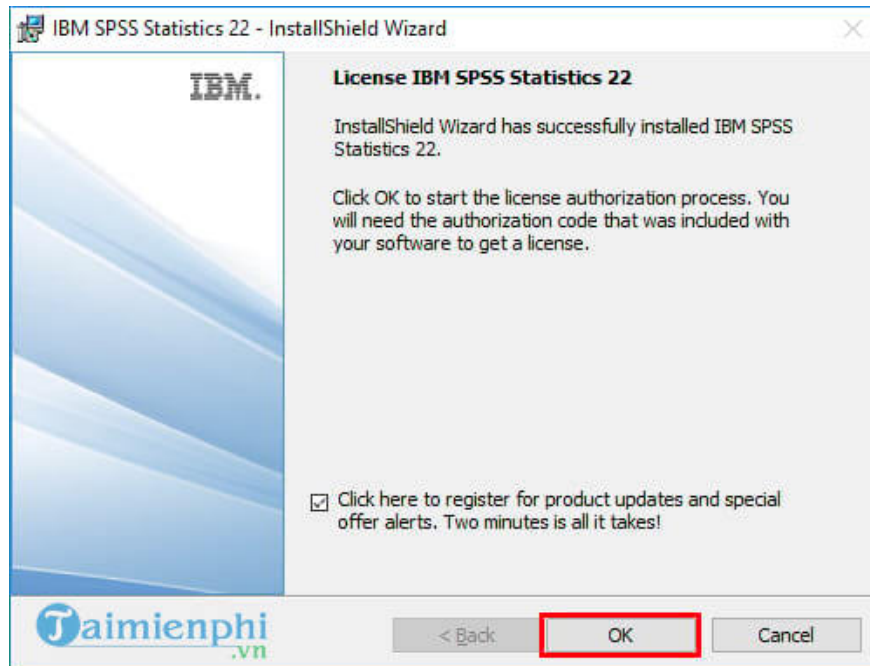 IBM SPSS Statistics 22 - InstallShield Wizard
IBM.
License IBM SPSS Statistics 22
InstallShield Wizard has successfully installed IBM SPSS
Statistics 22.
Click OK to start the license authorization process. You
will need the authorization code that was included with
your software to get a license.
Click here to register for product updates and special
offer alerts. Two minutes is all it takes!
Taimienphi
.vn
< Back
OK
Cancel